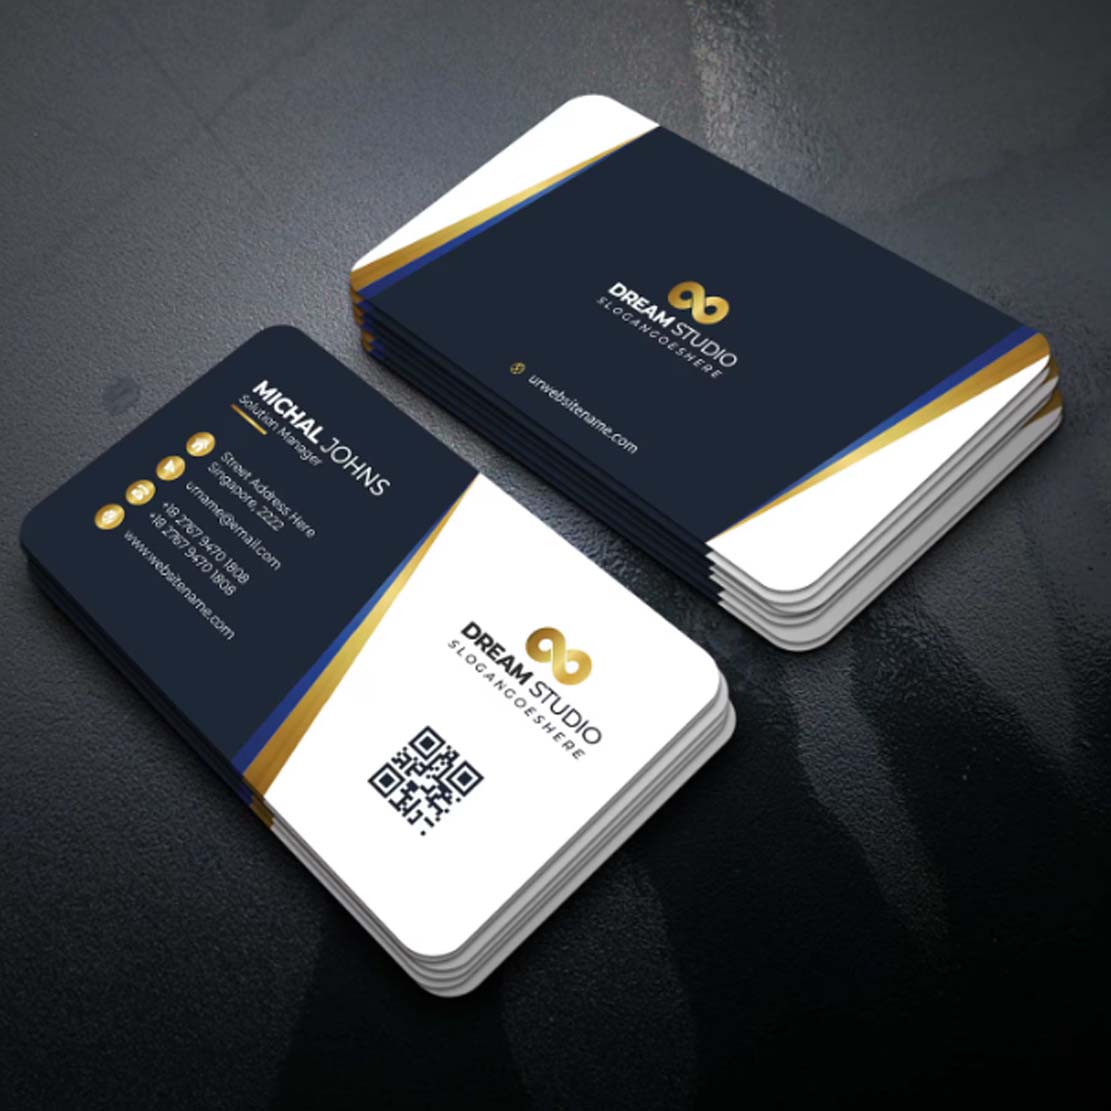 DREAM STUDIO
SLOGANGOESHERE
urwebsitename.com
MICHAL JOHNS
Solution Manager
Street Address Here
Singapore, 2222
urname@email.com
+18 2767 9470 1808
+18 2767 9470 1808
www.websitename.com
DREAM STUDIO
SLOGANGOESHERE